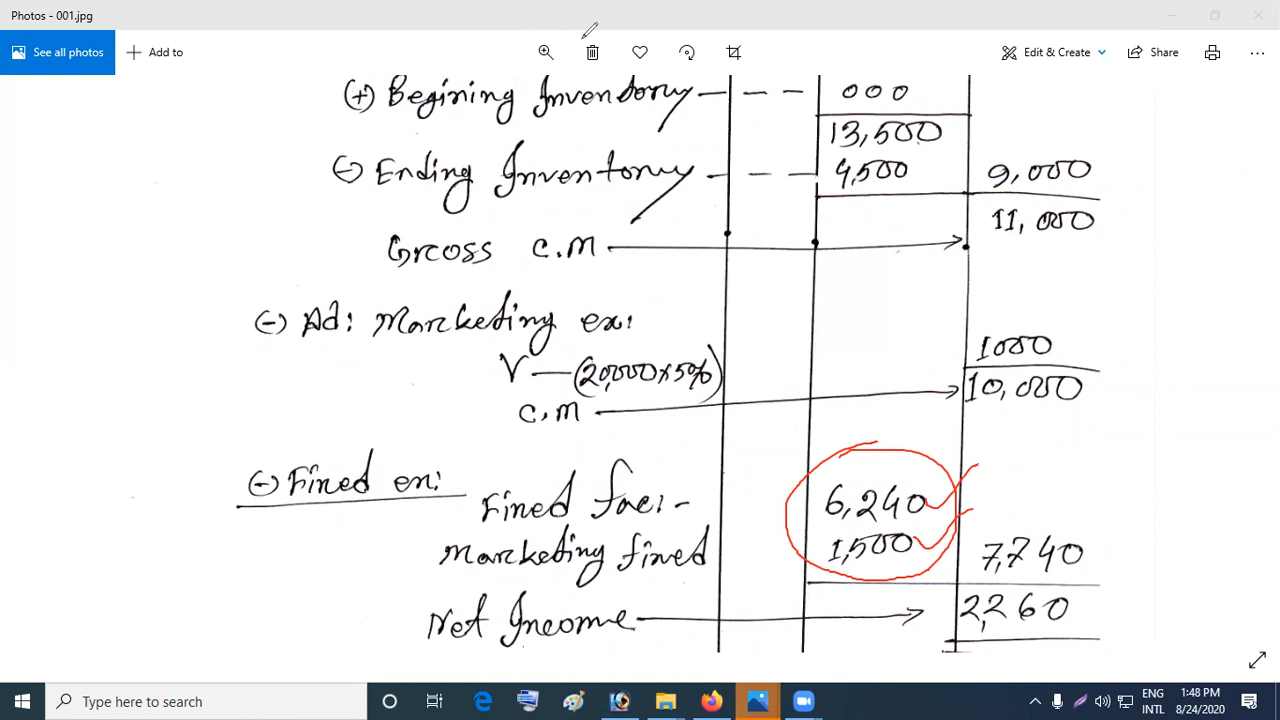 Photos - 001.jpg
See all photos
Add to
Edit & Create
Share
(+) Begining Inventory
000
13,500
(-) Ending Inventory
4,500
9,000
11,000
Gross C.M
(-) Ad: Marketing ex:
1000
V — (20,000x5%)
10,000
C.M
(-) Fixed ex:
Fixed fac: -
6,240
Marketing fixed
1,500
7,740
Net Income
2,260
Type here to search
ENG
INTL
1:48 PM
8/24/2020